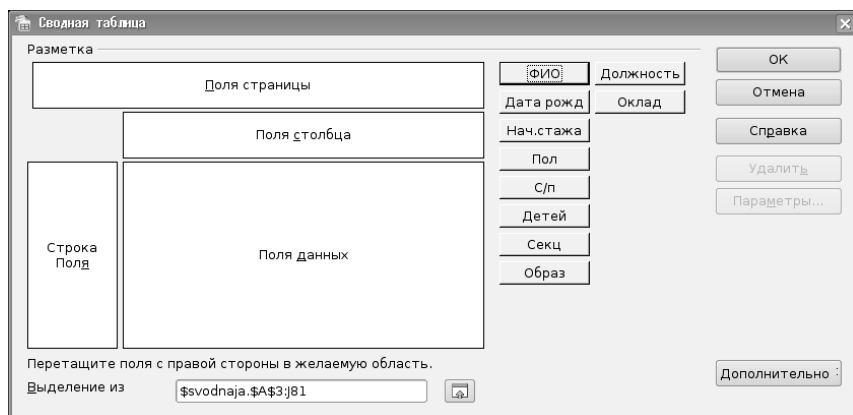 Сводная таблица
Разметка
Поля страницы
Поля столбца
Строка
Поля
Поля данных
ФИО
Должность
Дата рожд
Оклад
Нач.стажа
Пол
С/п
Детей
Секц
Образ
OK
Отмена
Справка
Удалить
Параметры...
Перетащите поля с правой стороны в желаемую область.
Выделение из
$svodnaja.$A$3:J81
Дополнительно